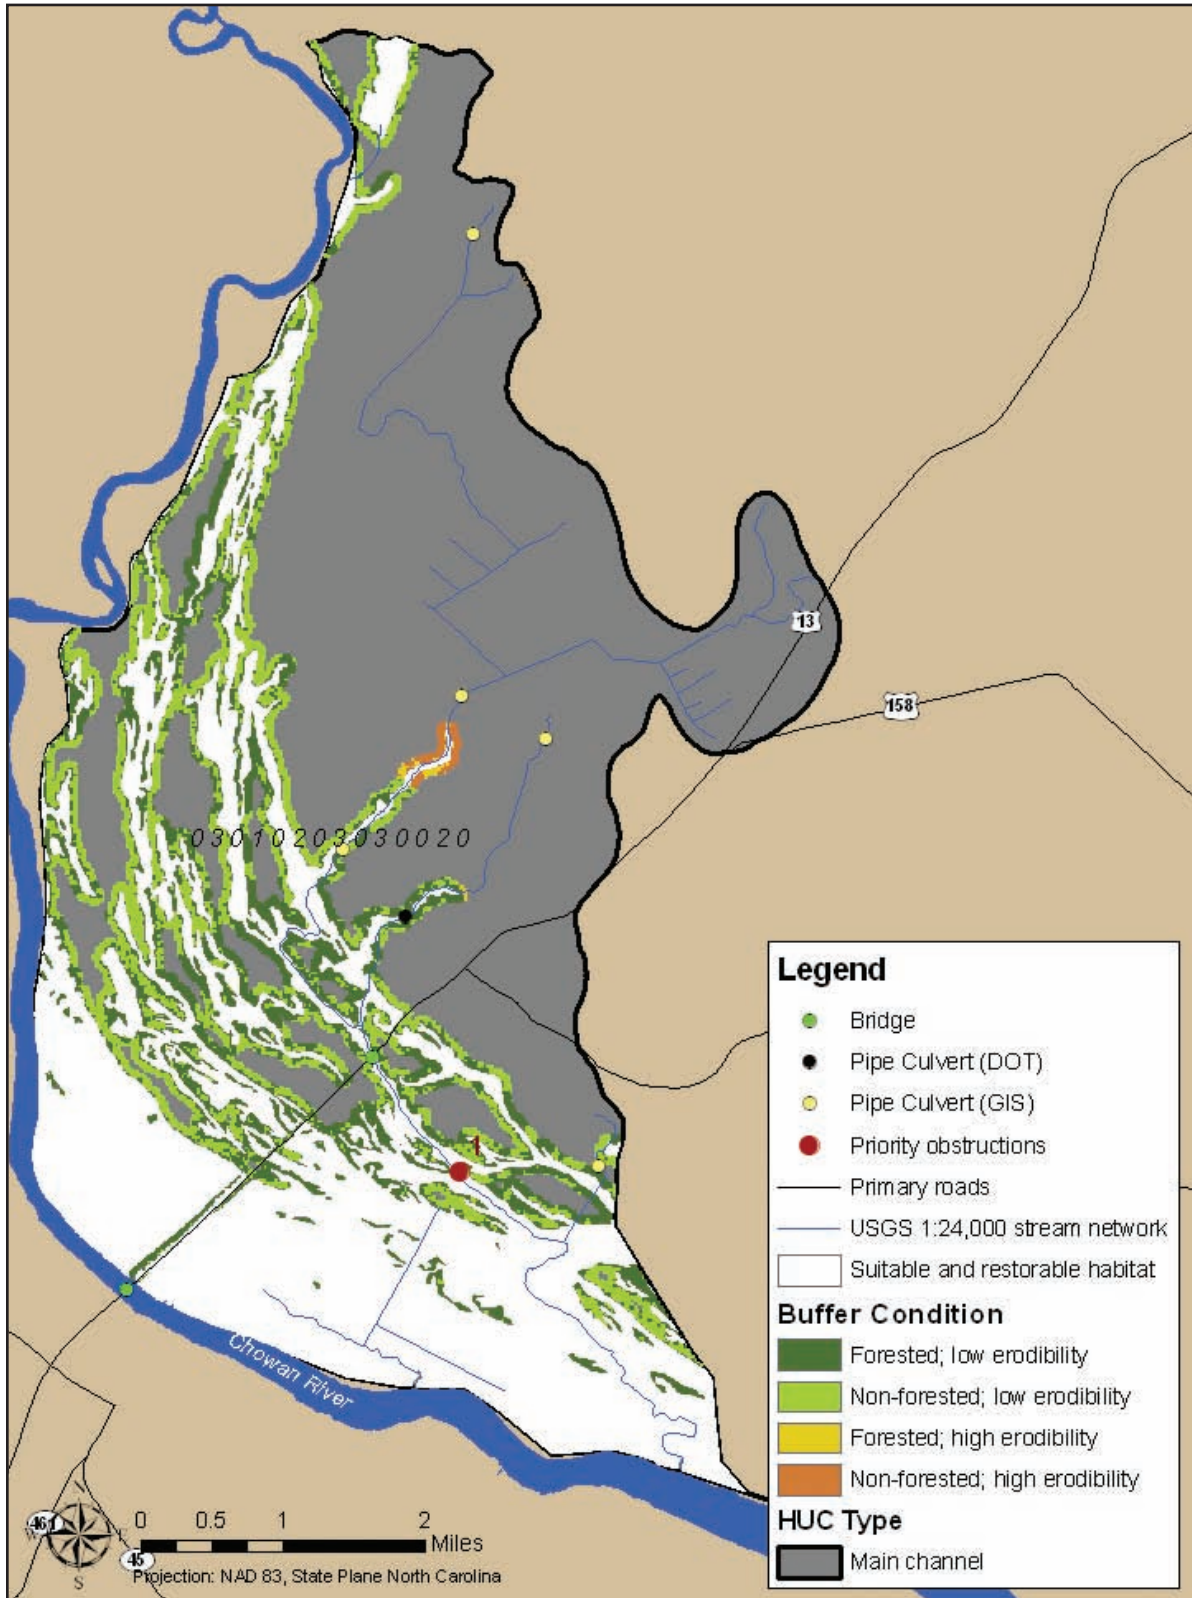 13
158
03010203030020
1
Chowan River
Legend
Bridge
Pipe Culvert (DOT)
Pipe Culvert (GIS)
Priority obstructions
Primary roads
USGS 1:24,000 stream network
Suitable and restorable habitat
Buffer Condition
Forested; low erodibility
Non-forested; low erodibility
Forested; high erodibility
Non-forested; high erodibility
HUC Type
Main channel
N
W
E
S
461
45
0 0.5 1 2
Miles
Projection: NAD 83, State Plane North Carolina